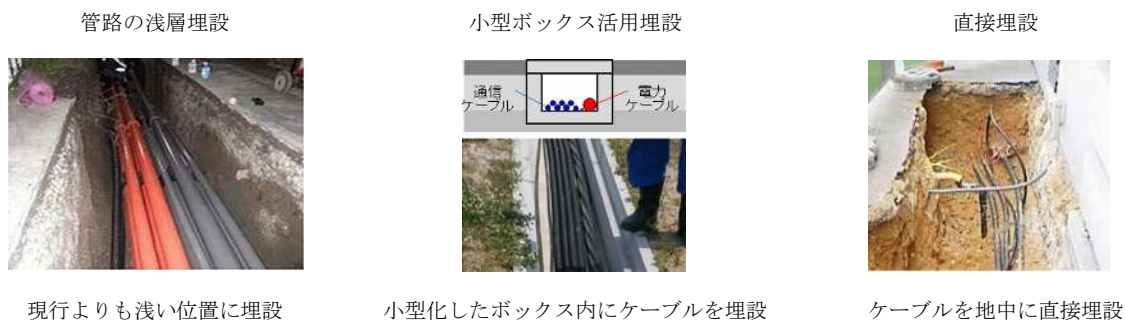 管路の浅層埋設
小型ボックス活用埋設
直接埋設
通信
ケーブル
電力
ケーブル
現行よりも浅い位置に埋設
小型化したボックス内にケーブルを埋設
ケーブルを地中に直接埋設